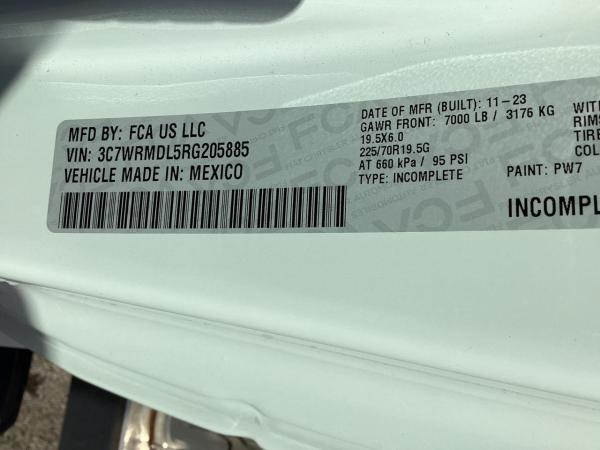 MFD BY: FCA US LLC
VIN: 3C7WRMDL5RG205885
VEHICLE MADE IN: MEXICO
DATE OF MFR (BUILT): 11-23
GAWR FRONT: 7000 LB / 3176 KG
19.5X6.0
225/70R19.5G
AT 660 kPa / 95 PSI
TYPE: INCOMPLETE
WITH
RIMS
PAINT: PW7
INCOMPL